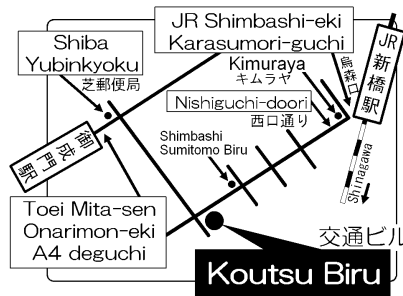 JR Shimbashi-eki
Karasumori-guchi
Shiba
Yubinkyoku
芝郵便局
Kimuraya
キムラヤ
烏森口
JR新橋駅
Nishiguchi-doori
西口通り
御成門駅
Shimbashi
Sumitomo Biru
Shinagawa
Toei Mita-sen
Onarimon-eki
A4 deguchi
交通ビル
Koutsu Biru